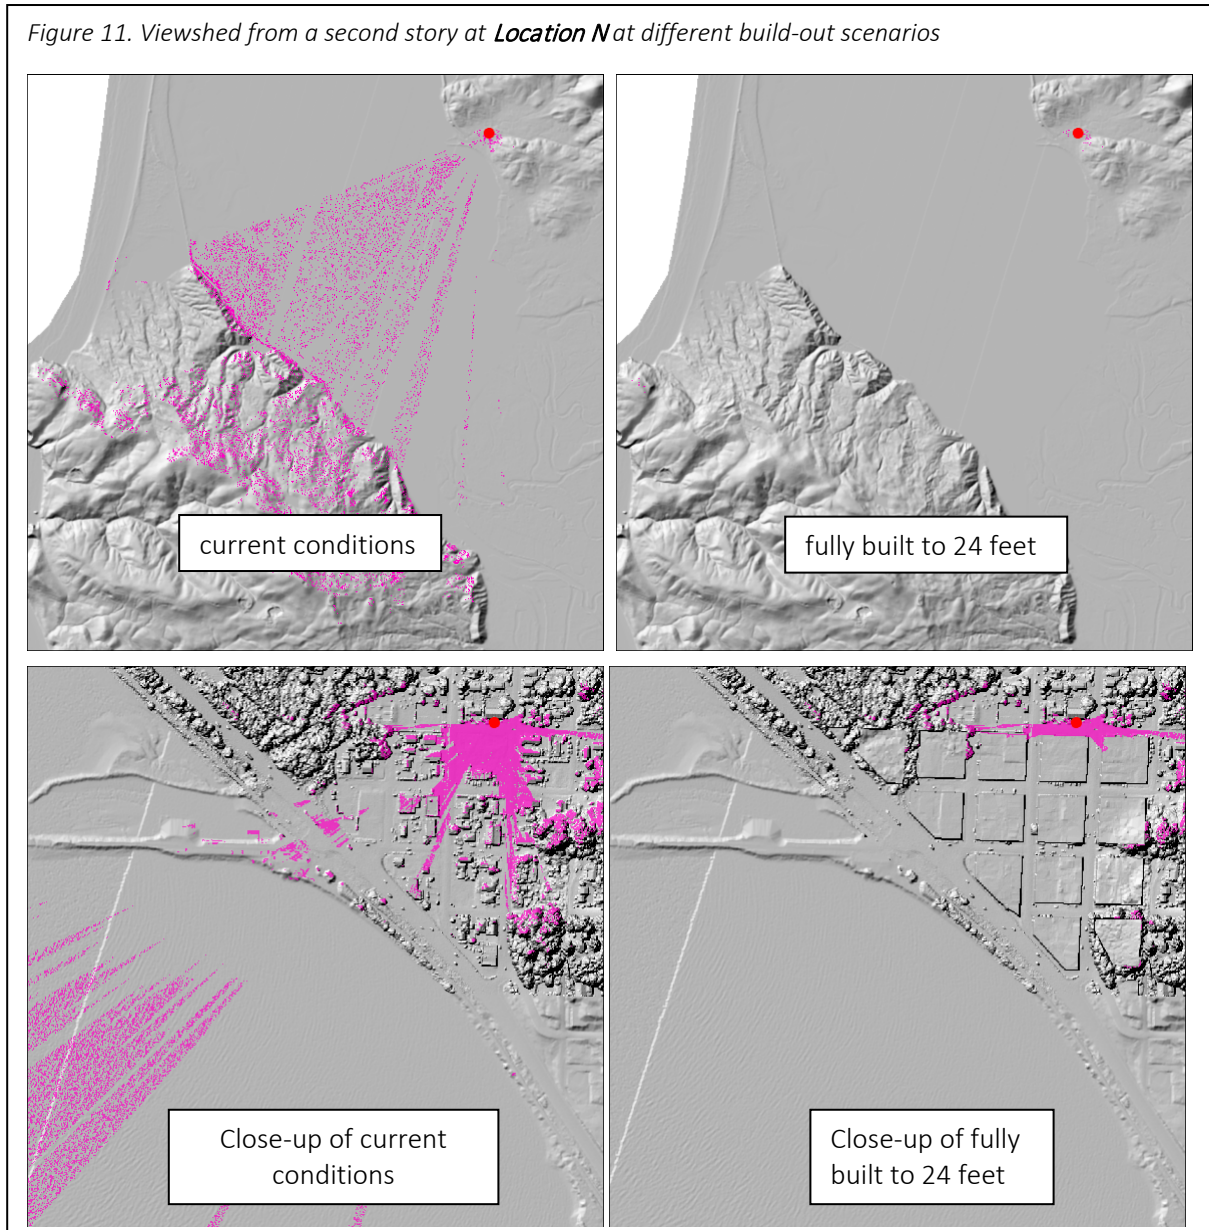 Figure 11. Viewshed from a second story at Location N at different build-out scenarios
current conditions
fully built to 24 feet
Close-up of current
conditions
Close-up of fully
built to 24 feet